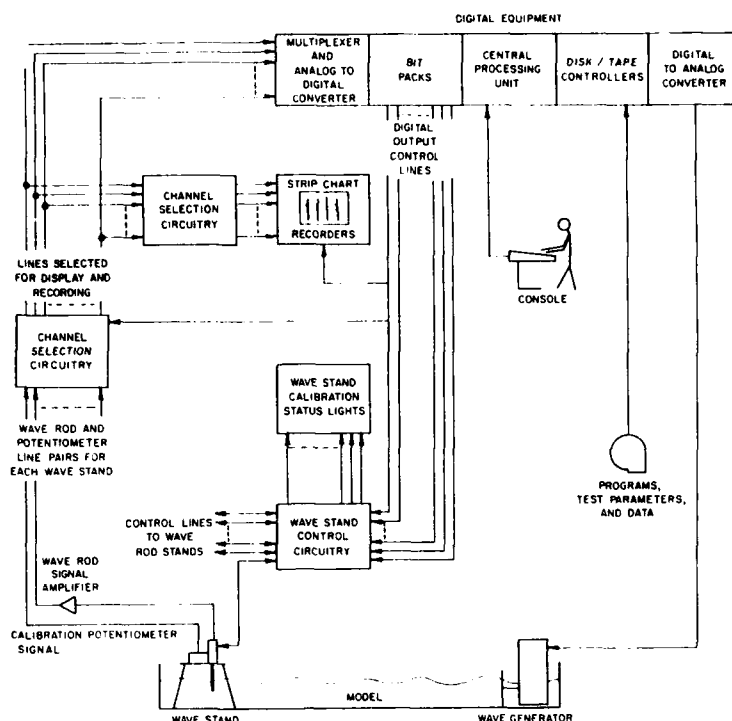 DIGITAL EQUIPMENT
MULTIPLEXER
AND
ANALOG TO
DIGITAL
CONVERTER
BIT
PACKS
CENTRAL
PROCESSING
UNIT
DISK / TAPE
CONTROLLERS
DIGITAL
TO ANALOG
CONVERTER
DIGITAL
OUTPUT
CONTROL
LINES
CHANNEL
SELECTION
CIRCUITRY
STRIP CHART
RECORDERS
LINES SELECTED
FOR DISPLAY AND
RECORDING
CONSOLE
CHANNEL
SELECTION
CIRCUITRY
WAVE STAND
CALIBRATION
STATUS LIGHTS
WAVE ROD AND
POTENTIOMETER
LINE PAIRS FOR
EACH WAVE STAND
PROGRAMS,
TEST PARAMETERS,
AND DATA
CONTROL LINES
TO WAVE
ROD STANDS
WAVE STAND
CONTROL
CIRCUITRY
WAVE ROD
SIGNAL
AMPLIFIER
CALIBRATION POTENTIOMETER
SIGNAL
MODEL
WAVE STAND
WAVE GENERATOR